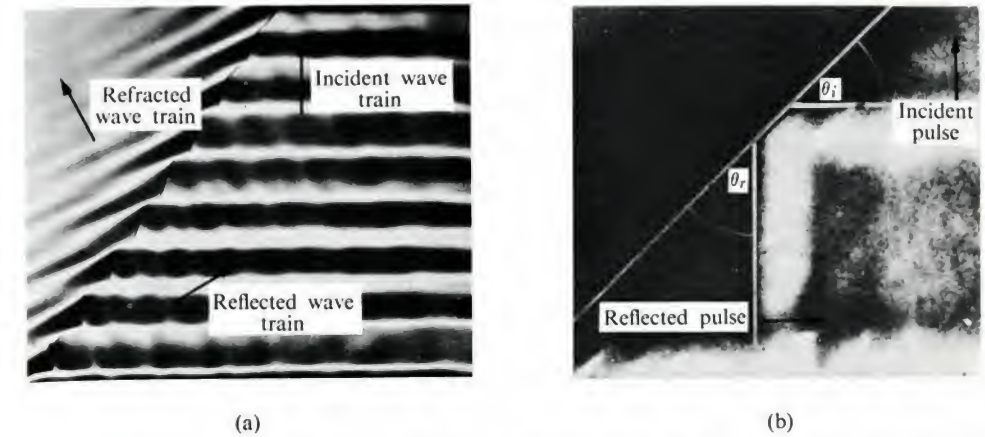 Refracted
wave train
Incident wave
train
Reflected wave
train
(a)
θi
Incident
pulse
θr
Reflected pulse
(b)